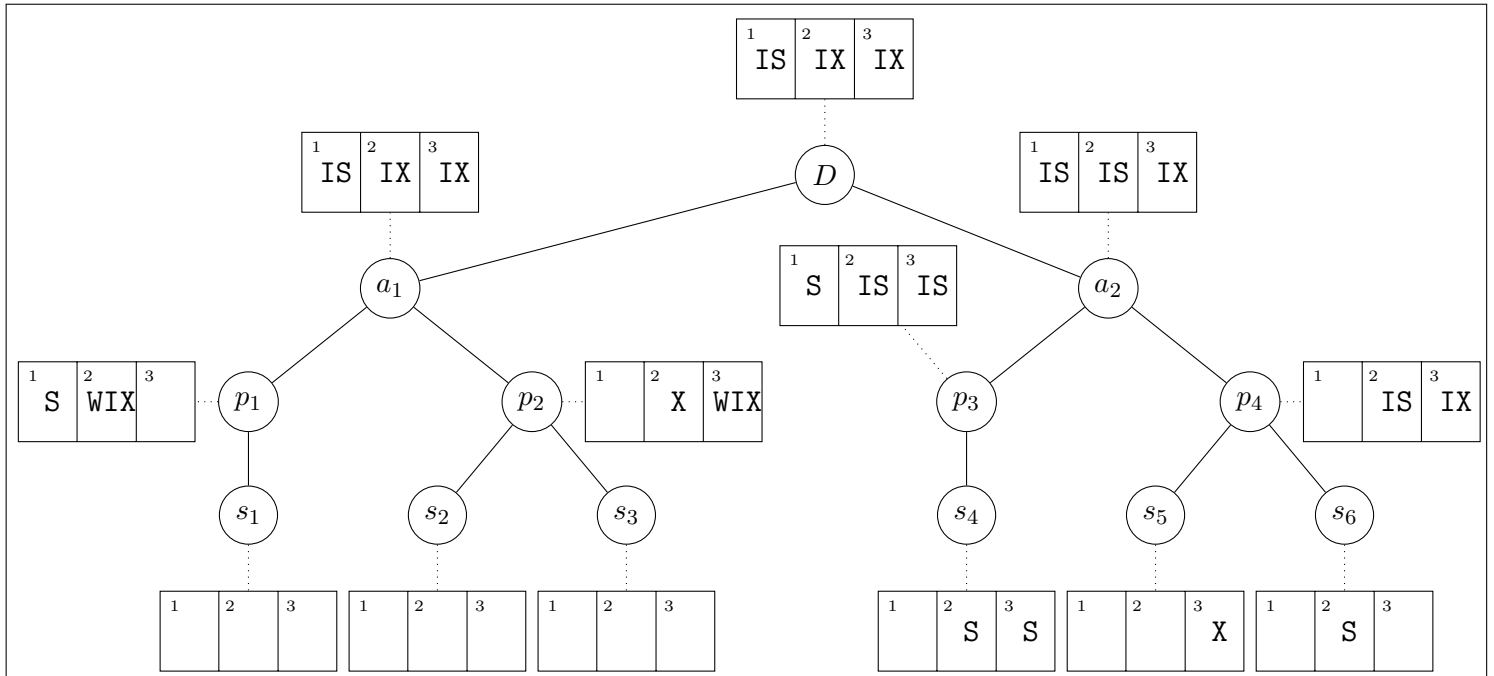 1 IS 2 IX 3 IX
D
1 IS 2 IX 3 IX
1 IS 2 IS 3 IX
a1
1 S 2 IS 3 IS
a2
1 S 2 WIX 3
p1
p2
1 2 X 3 WIX
p3
p4
1 2 IS 3 IX
s1
s2
s3
s4
s5
s6
1 2 3
1 2 3
1 2 3
1 2 S 3 S
1 2 3 X
1 2 S 3